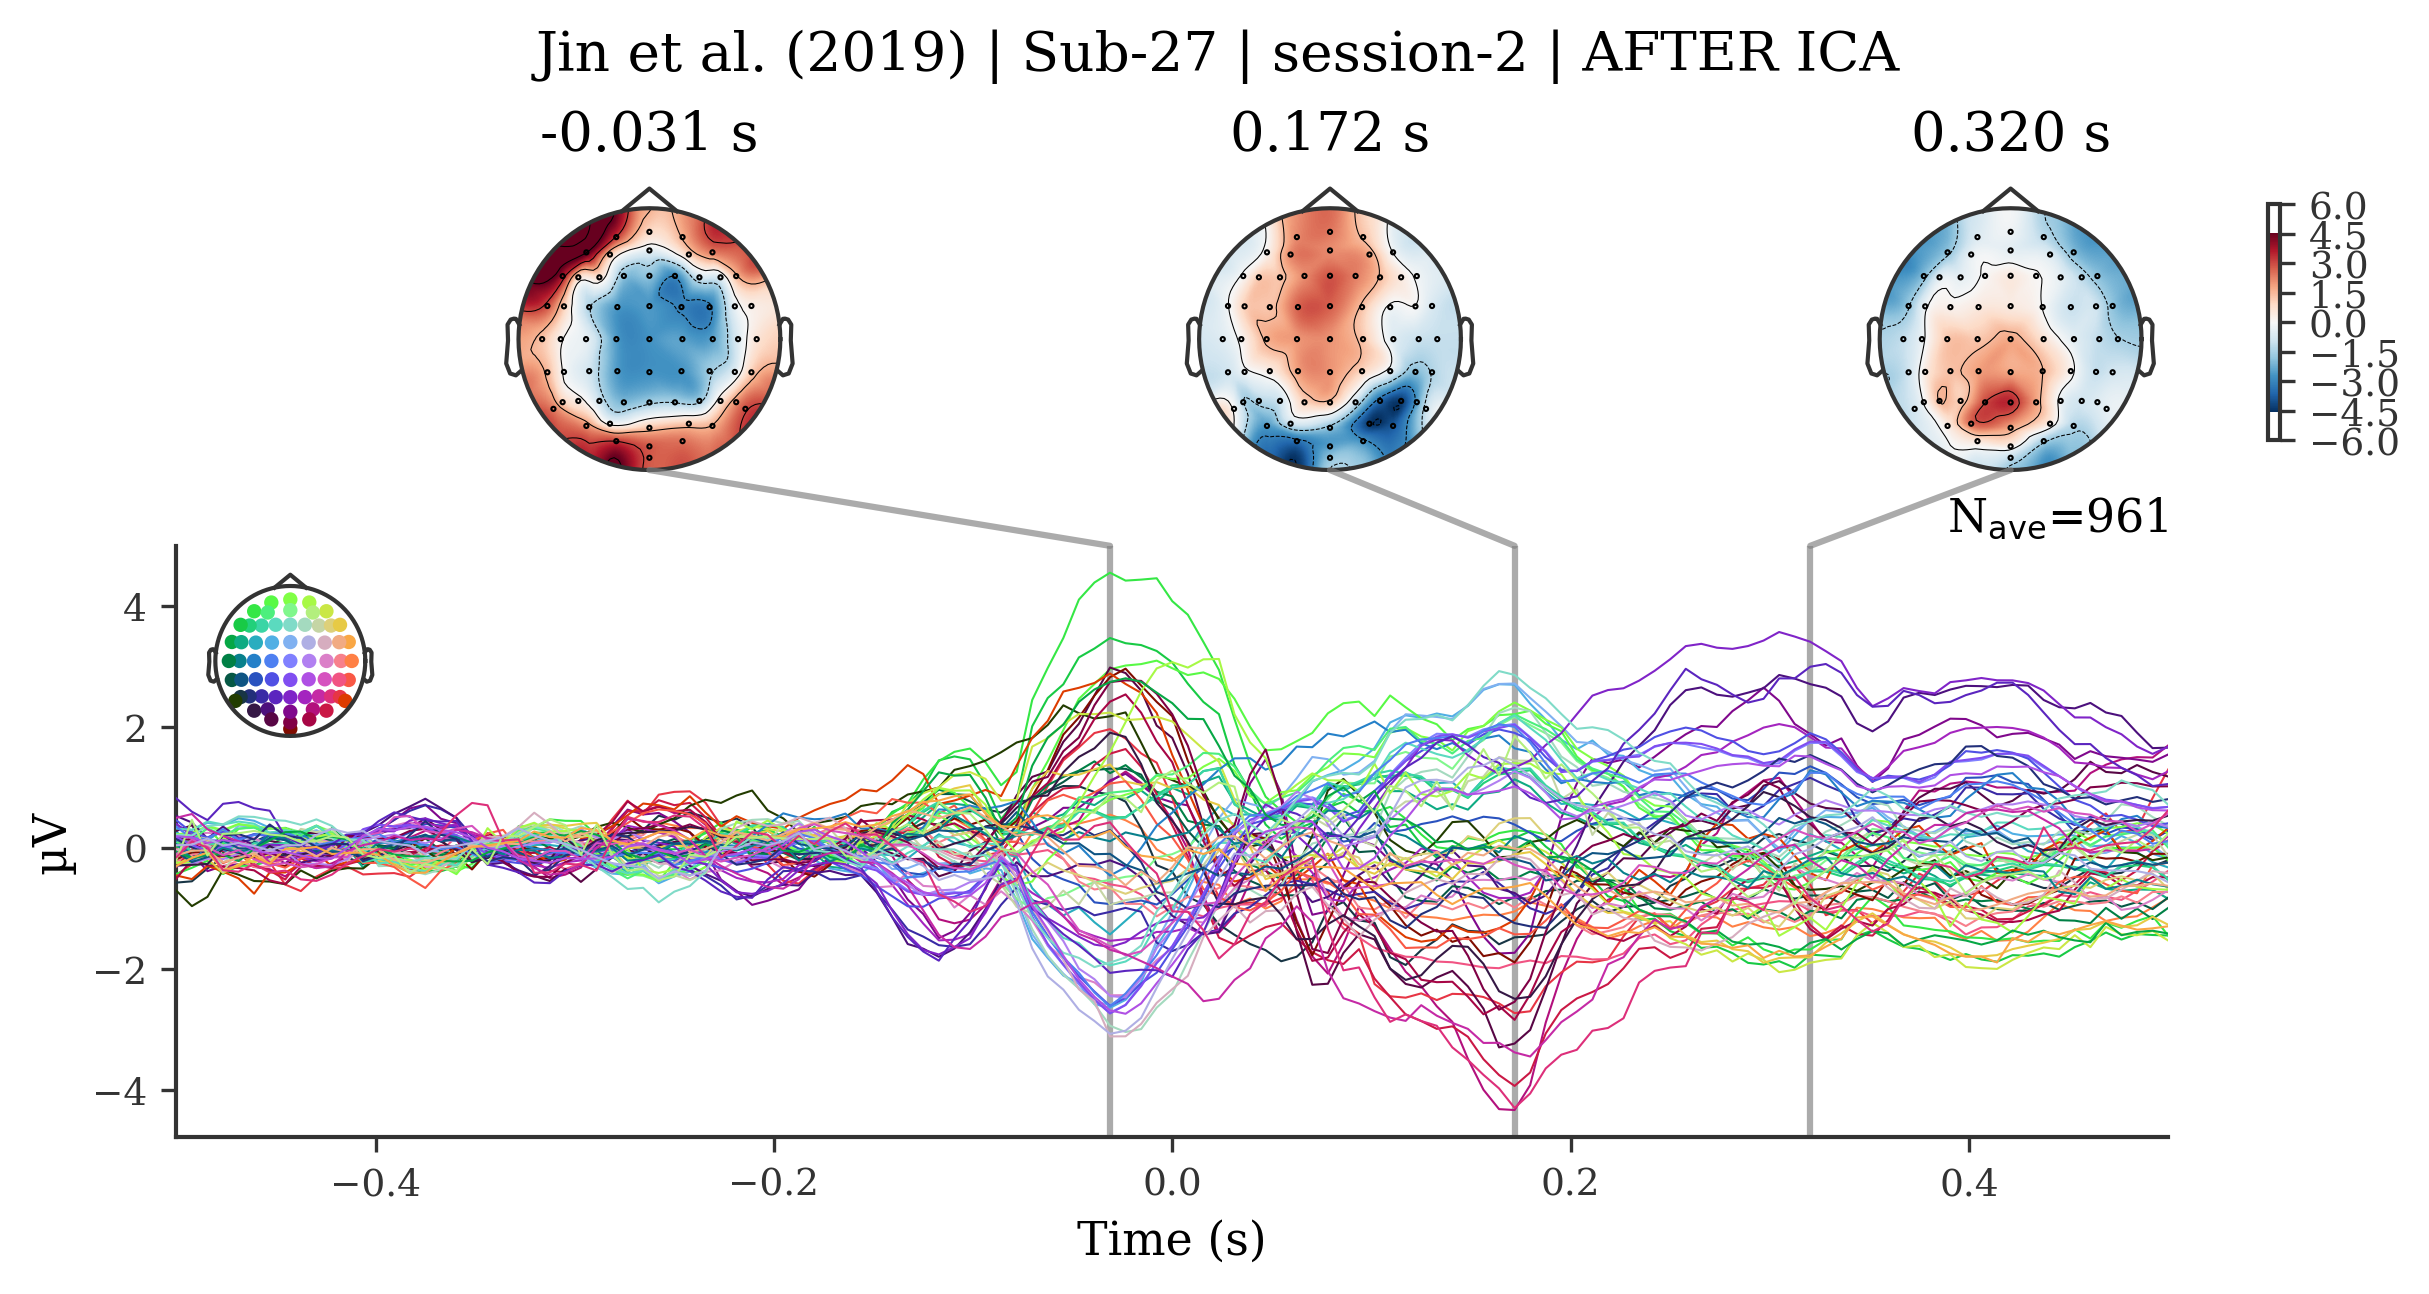 Jin et al. (2019) | Sub-27 | session-2 | AFTER ICA
-0.031 s
0.172 s
0.320 s
6.0
4.5
3.0
1.5
0.0
−1.5
−3.0
−4.5
−6.0
Nave=961
4
2
0
−2
−4
µV
−0.4
−0.2
0.0
0.2
0.4
Time (s)